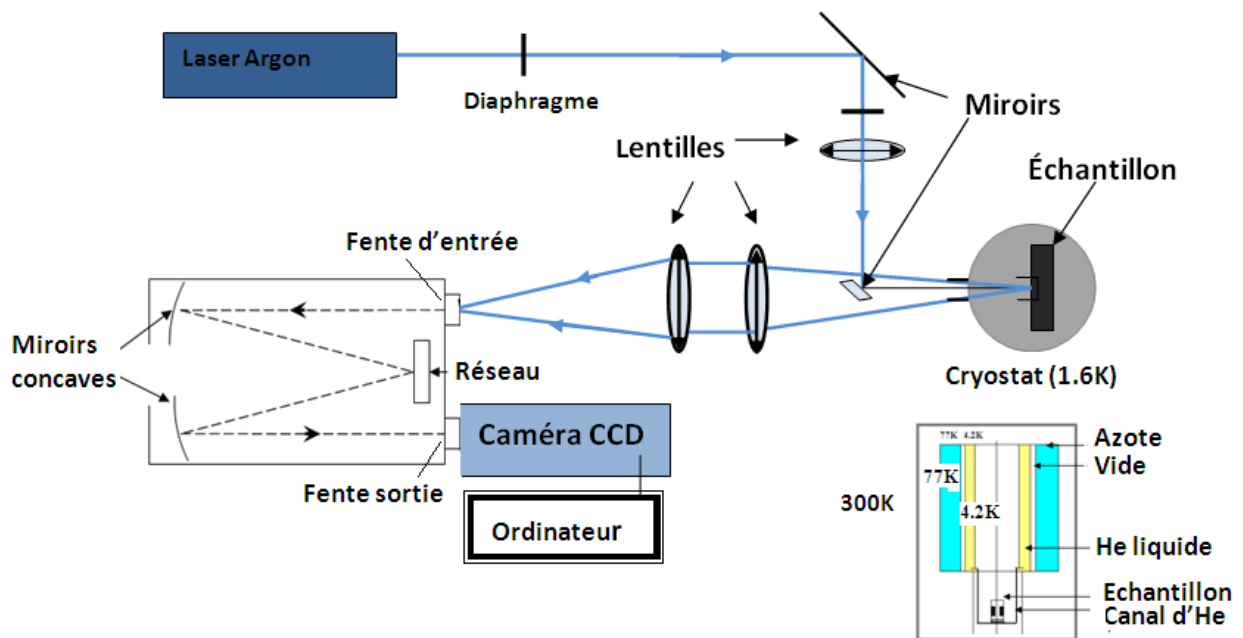 Laser Argon
Diaphragme
Miroirs
Lentilles
Échantillon
Fente d'entrée
Miroirs
concaves
Réseau
Cryostat (1.6K)
Caméra CCD
Fente sortie
Ordinateur
77K 4.2K
Azote
Vide
77K
300K
4.2K
He liquide
Echantillon
Canal d'He